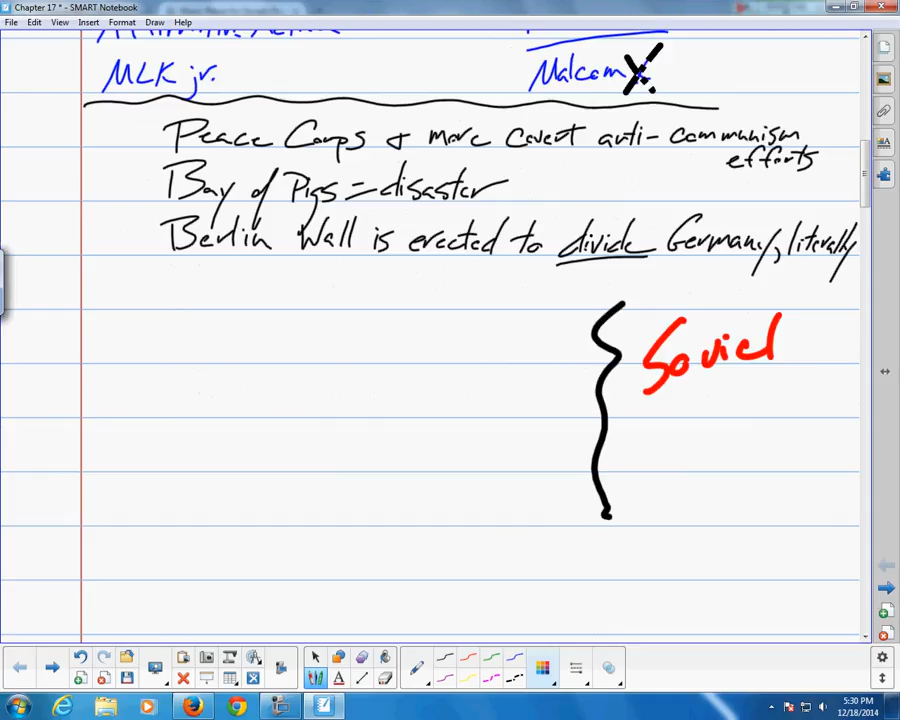 Chapter 17 * - SMART Notebook
File Edit View Insert Format Draw Help
MLK jr.
Malcom X.
Peace Corps & more covert anti-communism
efforts
Bay of Pigs = disaster
Berlin Wall is erected to divide Germany, literally
Soviet
5:30 PM
12/18/2014